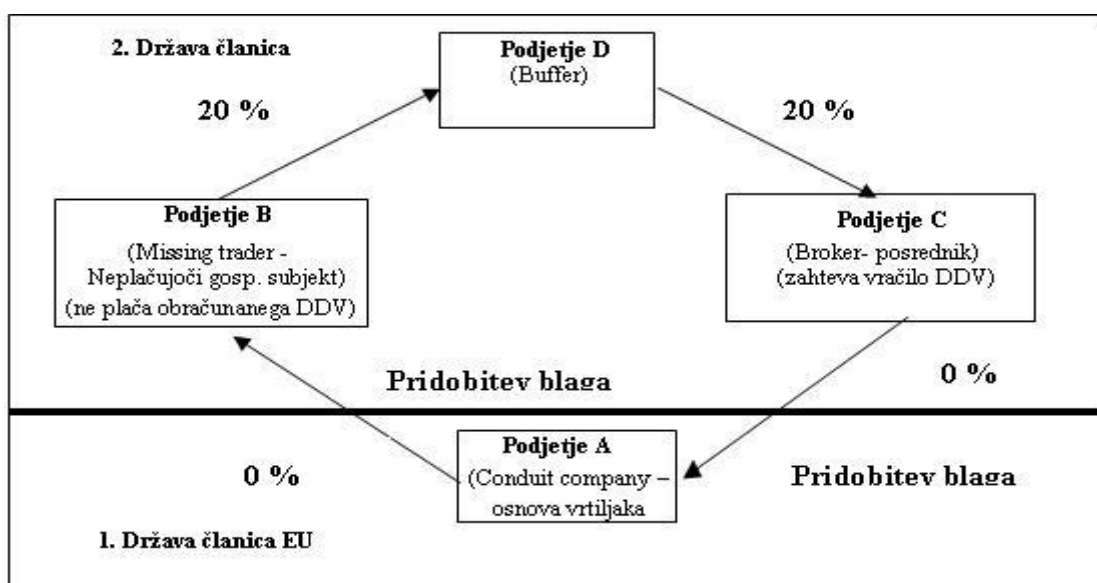 2. Država članica
Podjetje D
(Buffer)
20 %
20 %
Podjetje B
(Missing trader -
Neplačujoči gosp. subjekt)
(ne plača obračunanega DDV)
Podjetje C
(Broker- posrednik)
(zahteva vračilo DDV)
Pridobitev blaga
0 %
Podjetje A
(Conduit company –
osnova vrtiljaka
0 %
Pridobitev blaga
1. Država članica EU